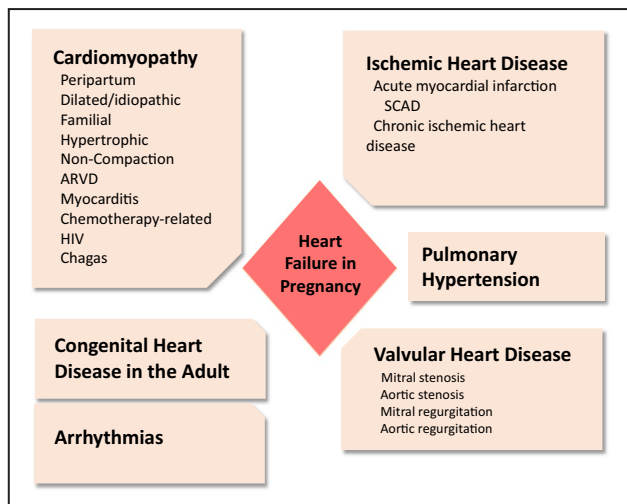 Cardiomyopathy
Peripartum
Dilated/idiopathic
Familial
Hypertrophic
Non-Compaction
ARVD
Myocarditis
Chemotherapy-related
HIV
Chagas
Ischemic Heart Disease
Acute myocardial infarction
SCAD
Chronic ischemic heart
disease
Heart
Failure in
Pregnancy
Pulmonary
Hypertension
Congenital Heart
Disease in the Adult
Valvular Heart Disease
Mitral stenosis
Aortic stenosis
Mitral regurgitation
Aortic regurgitation
Arrhythmias